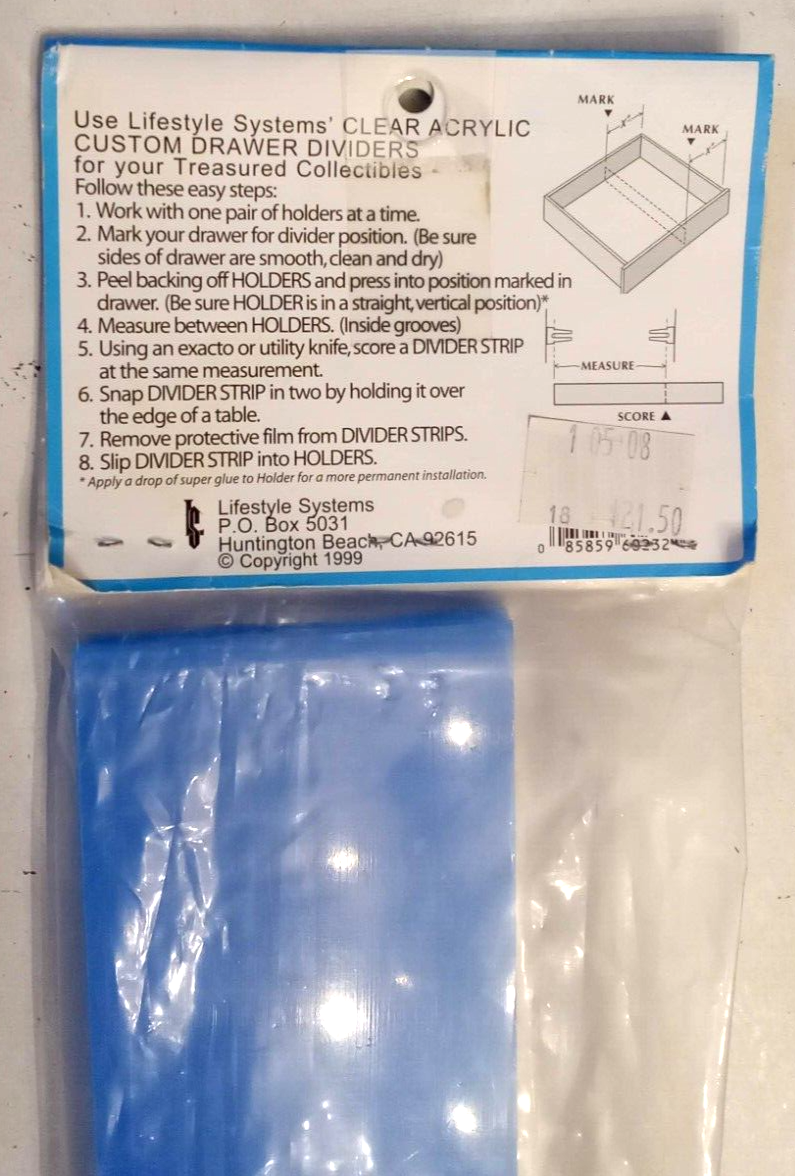 Use Lifestyle Systems' CLEAR ACRYLIC
CUSTOM DRAWER DIVIDERS
for your Treasured Collectibles
Follow these easy steps:
1. Work with one pair of holders at a time.
2. Mark your drawer for divider position. (Be sure
sides of drawer are smooth, clean and dry)
3. Peel backing off HOLDERS and press into position marked in
drawer. (Be sure HOLDER is in a straight, vertical position)*
4. Measure between HOLDERS. (Inside grooves)
5. Using an exacto or utility knife, score a DIVIDER STRIP
at the same measurement.
6. Snap DIVIDER STRIP in two by holding it over
the edge of a table.
7. Remove protective film from DIVIDER STRIPS.
8. Slip DIVIDER STRIP into HOLDERS.
* Apply a drop of super glue to Holder for a more permanent installation.
Lifestyle Systems
P.O. Box 5031
Huntington Beach, CA 92615
© Copyright 1999
MARK
X"
MARK
X"
MEASURE
SCORE
1 05 08
18 21.50
0 85859 60232